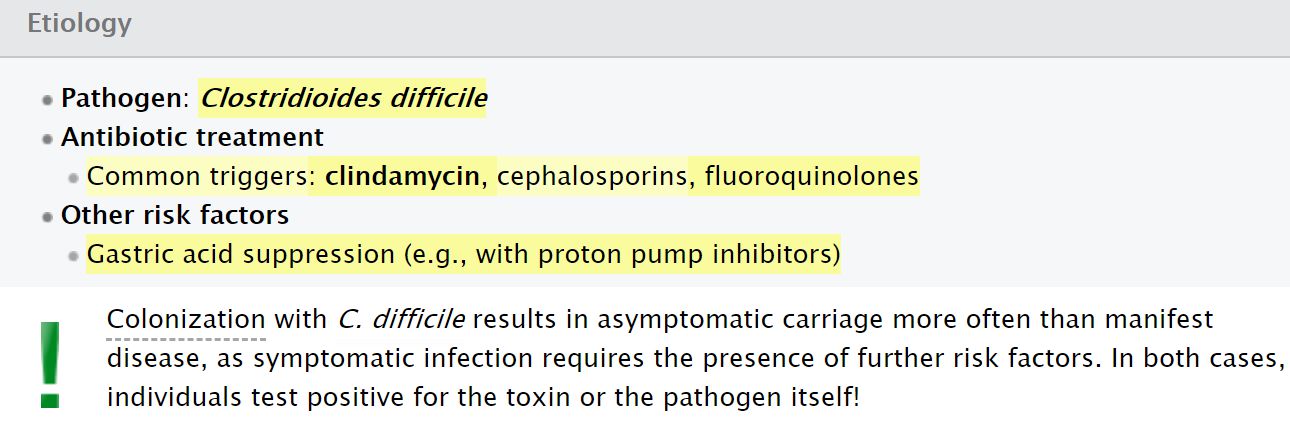 Etiology
Pathogen: Clostridioides difficile
Antibiotic treatment
Common triggers: clindamycin, cephalosporins, fluoroquinolones
Other risk factors
Gastric acid suppression (e.g., with proton pump inhibitors)
Colonization with C. difficile results in asymptomatic carriage more often than manifest
disease, as symptomatic infection requires the presence of further risk factors. In both cases,
individuals test positive for the toxin or the pathogen itself!